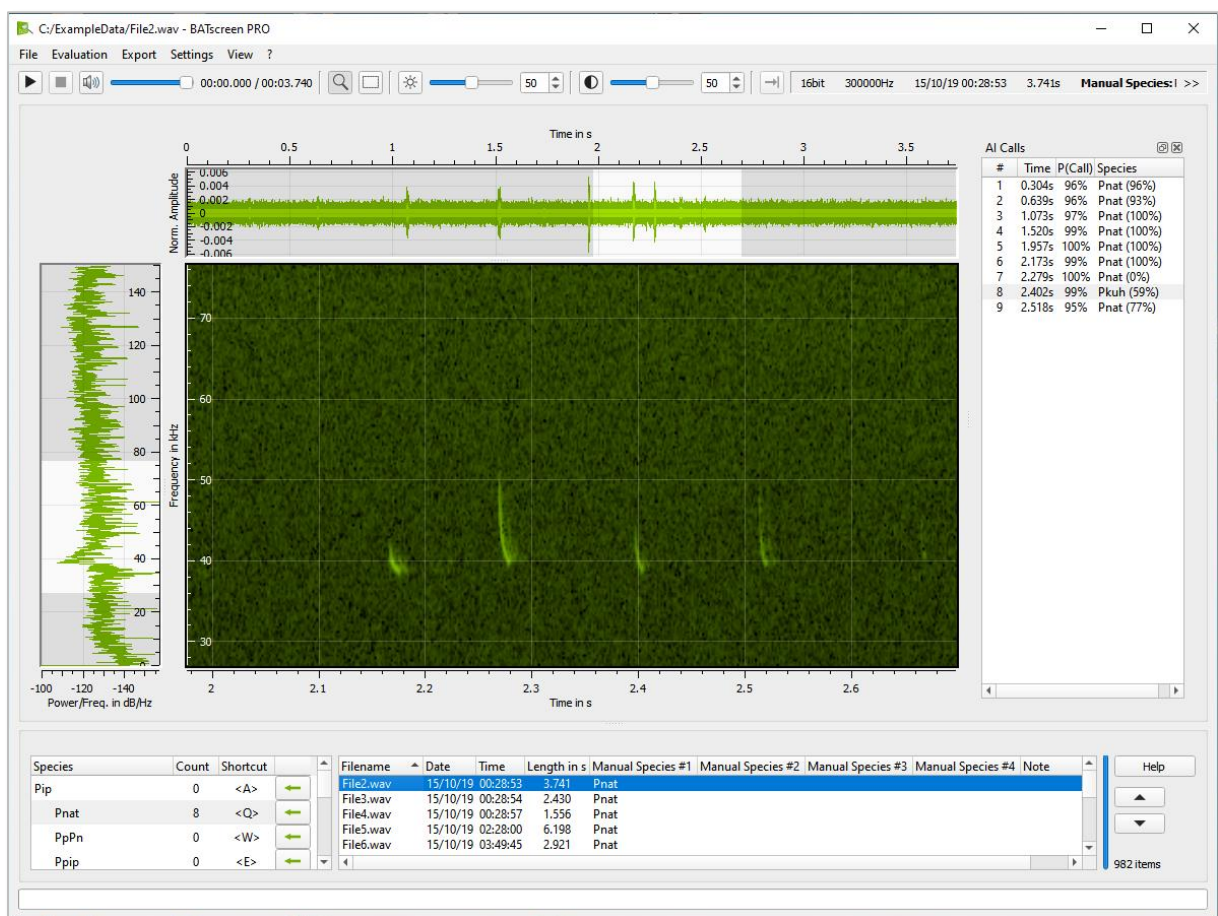 C:/ExampleData/File2.wav - BATscreen PRO
File Evaluation Export Settings View ?
00:00.000 / 00:03.740 50 50 16bit 300000Hz 15/10/19 00:28:53 3.741s Manual Species: >>
Time in s
0 0.5 1 1.5 2 2.5 3 3.5
Norm. Amplitude
0.006
0.004
0.002
0
-0.002
-0.004
-0.006
AI Calls
# Time P(Call) Species
1 0.304s 96% Pnat (96%)
2 0.639s 96% Pnat (93%)
3 1.073s 97% Pnat (100%)
4 1.520s 99% Pnat (100%)
5 1.957s 100% Pnat (100%)
6 2.173s 99% Pnat (100%)
7 2.279s 100% Pnat (0%)
8 2.402s 99% Pkuh (59%)
9 2.518s 95% Pnat (77%)
140
120
100
80
60
40
20
0
-100 -120 -140
Power/Freq. in dB/Hz
Frequency in kHz
70
60
50
40
30
2 2.1 2.2 2.3 2.4 2.5 2.6
Time in s
Species Count Shortcut
Pip 0 <A>
Pnat 8 <Q>
PpPn 0 <W>
Ppip 0 <E>
Filename Date Time Length in s Manual Species #1 Manual Species #2 Manual Species #3 Manual Species #4 Note
File2.wav 15/10/19 00:28:53 3.741 Pnat
File3.wav 15/10/19 00:28:54 2.430 Pnat
File4.wav 15/10/19 00:28:57 1.556 Pnat
File5.wav 15/10/19 02:28:00 6.198 Pnat
File6.wav 15/10/19 03:49:45 2.921 Pnat
Help
982 items